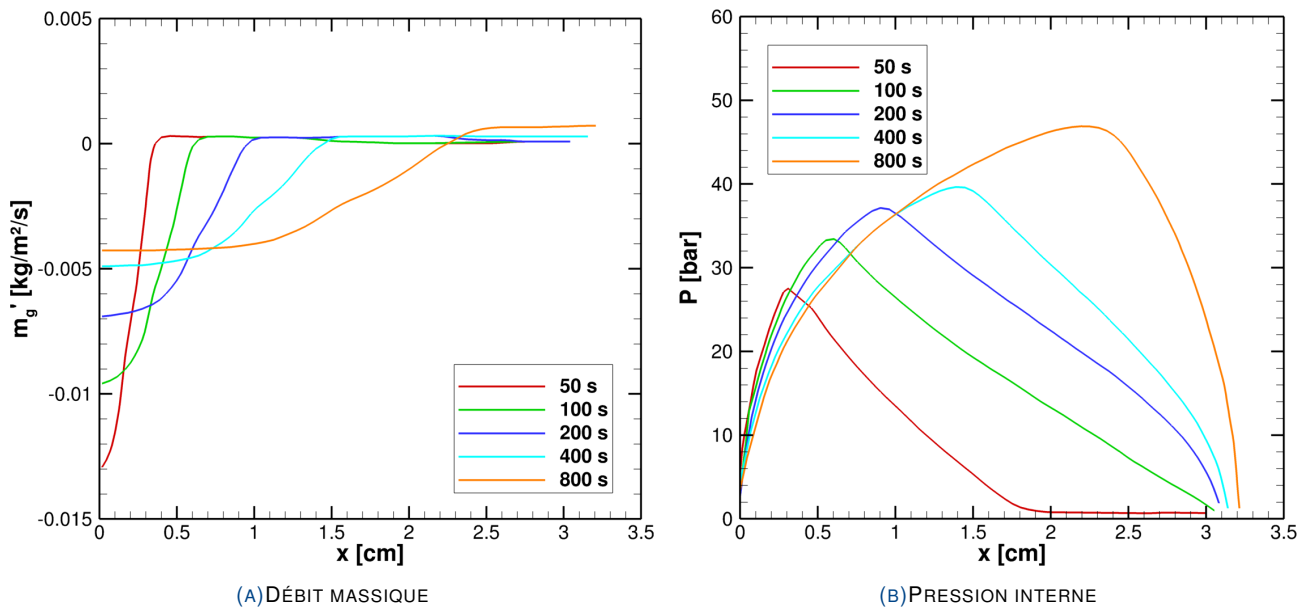 0.005
0
-0.005
-0.01
-0.015
0
0.5
1
1.5
2
2.5
3
3.5
x [cm]
mg' [kg/m²/s]
50 s
100 s
200 s
400 s
800 s
(A) DÉBIT MASSIQUE
60
50
40
30
20
10
0
0
0.5
1
1.5
2
2.5
3
3.5
x [cm]
P [bar]
50 s
100 s
200 s
400 s
800 s
(B) PRESSION INTERNE